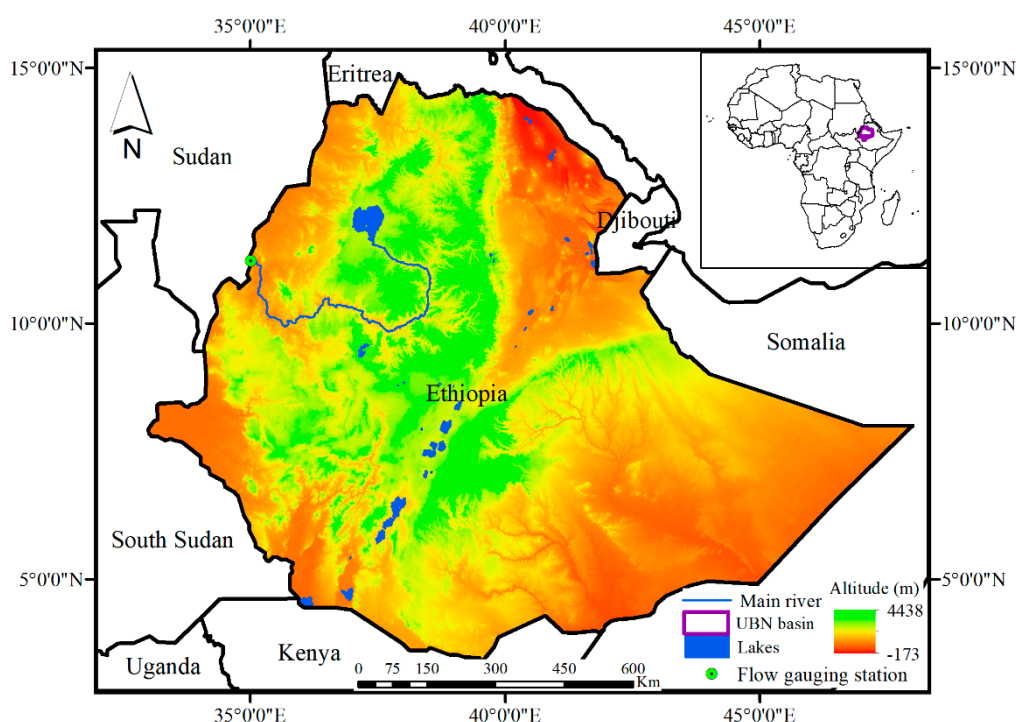 35°0'0"E 40°0'0"E 45°0'0"E
15°0'0"N 15°0'0"N
Eritrea
N
Sudan
Djibouti
10°0'0"N 10°0'0"N
Somalia
Ethiopia
South Sudan
5°0'0"N 5°0'0"N
Altitude (m)
Main river
4438
UBN basin
Lakes
-173
Flow gauging station
Kenya
Uganda
0 75 150 300 450 600
Km
35°0'0"E 40°0'0"E 45°0'0"E